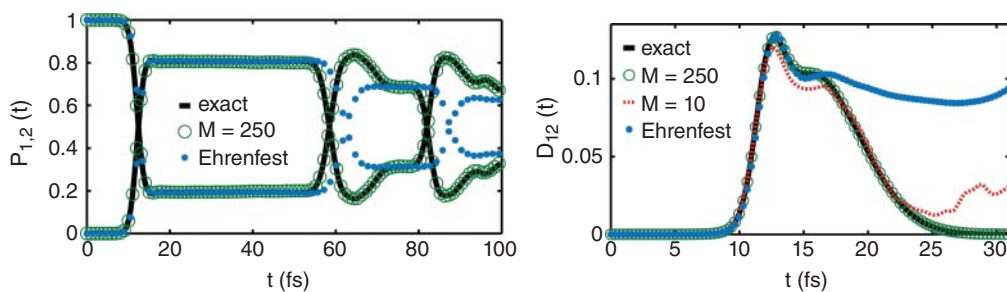 P1,2 (t)
1
0.8
0.6
0.4
0.2
0
exact
M = 250
Ehrenfest
0 20 40 60 80 100
t (fs)
D12 (t)
0.1
0.05
0
exact
M = 250
M = 10
Ehrenfest
0 5 10 15 20 25 30
t (fs)